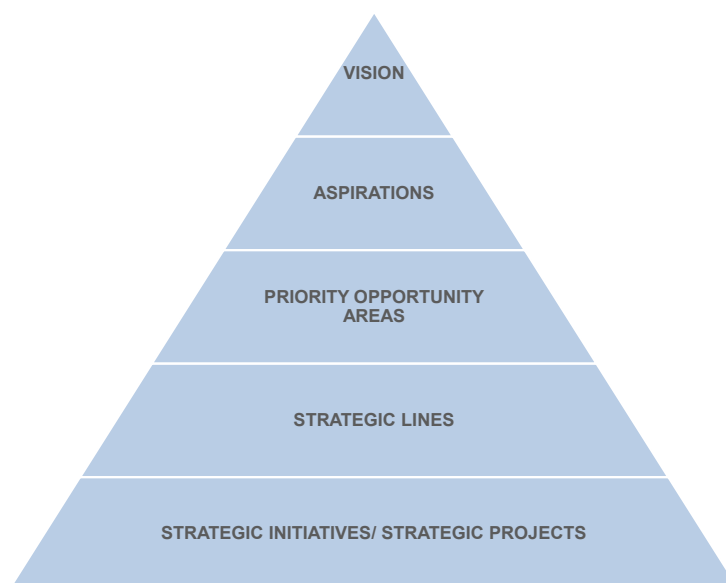 VISION
ASPIRATIONS
PRIORITY OPPORTUNITY
AREAS
STRATEGIC LINES
STRATEGIC INITIATIVES/ STRATEGIC PROJECTS